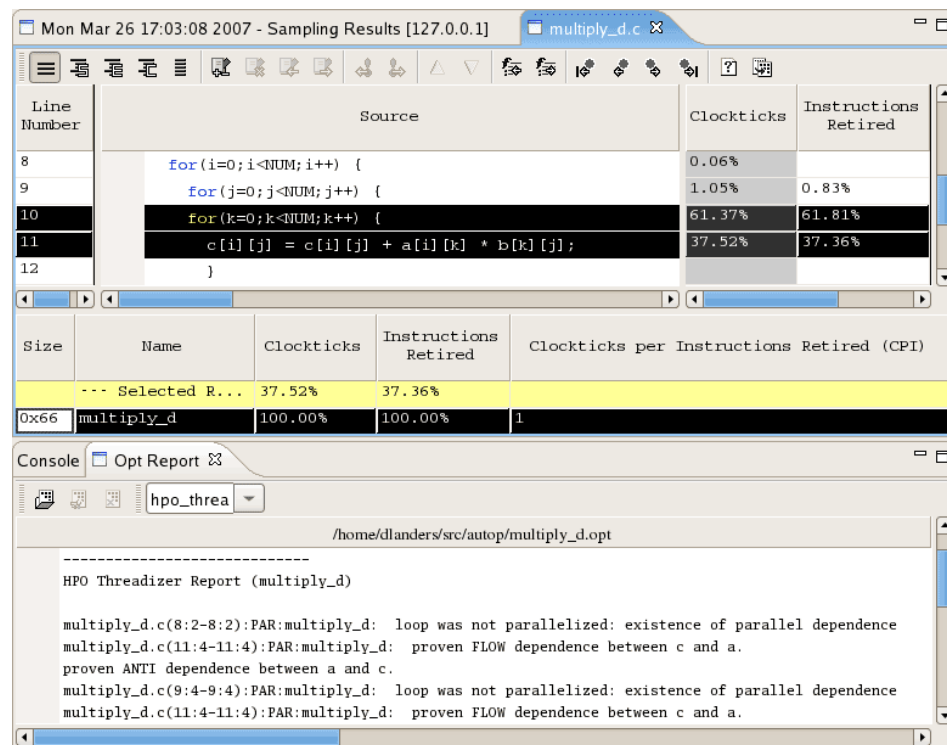 Mon Mar 26 17:03:08 2007 - Sampling Results [127.0.0.1] multiply_d.c
Line Number Source Clockticks Instructions Retired
8 for(i=0;i<NUM;i++) { 0.06%
9 for(j=0;j<NUM;j++) { 1.05% 0.83%
10 for(k=0;k<NUM;k++) { 61.37% 61.81%
11 c[i][j] = c[i][j] + a[i][k] * b[k][j]; 37.52% 37.36%
12 }
Size Name Clockticks Instructions Retired Clockticks per Instructions Retired (CPI)
--- Selected R... 37.52% 37.36%
0x66 multiply_d 100.00% 100.00% 1
Console Opt Report
hpo_threa
/home/dlanders/src/autop/multiply_d.opt
-----------------------------
HPO Threadizer Report (multiply_d)
multiply_d.c(8:2-8:2):PAR:multiply_d: loop was not parallelized: existence of parallel dependence
multiply_d.c(11:4-11:4):PAR:multiply_d: proven FLOW dependence between c and a.
proven ANTI dependence between a and c.
multiply_d.c(9:4-9:4):PAR:multiply_d: loop was not parallelized: existence of parallel dependence
multiply_d.c(11:4-11:4):PAR:multiply_d: proven FLOW dependence between c and a.